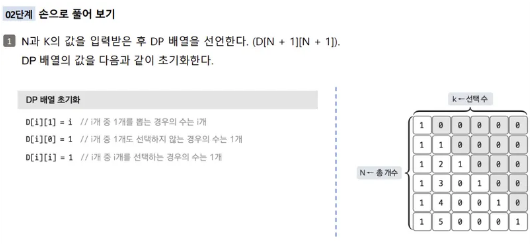 02단계 손으로 풀어 보기
1 N과 K의 값을 입력받은 후 DP 배열을 선언한다. (D[N + 1][N + 1]).
DP 배열의 값을 다음과 같이 초기화한다.
DP 배열 초기화
D[i][1] = i // i개 중 1개를 뽑는 경우의 수는 i개
D[i][0] = 1 // i개 중 1개도 선택하지 않는 경우의 수는 1개
D[i][i] = 1 // i개 중 i개를 선택하는 경우의 수는 1개
k ← 선택 수
N ← 총 개수
1 0 0 0 0 0
1 1 0 0 0 0
1 2 1 0 0 0
1 3 0 1 0 0
1 4 0 0 1 0
1 5 0 0 0 1